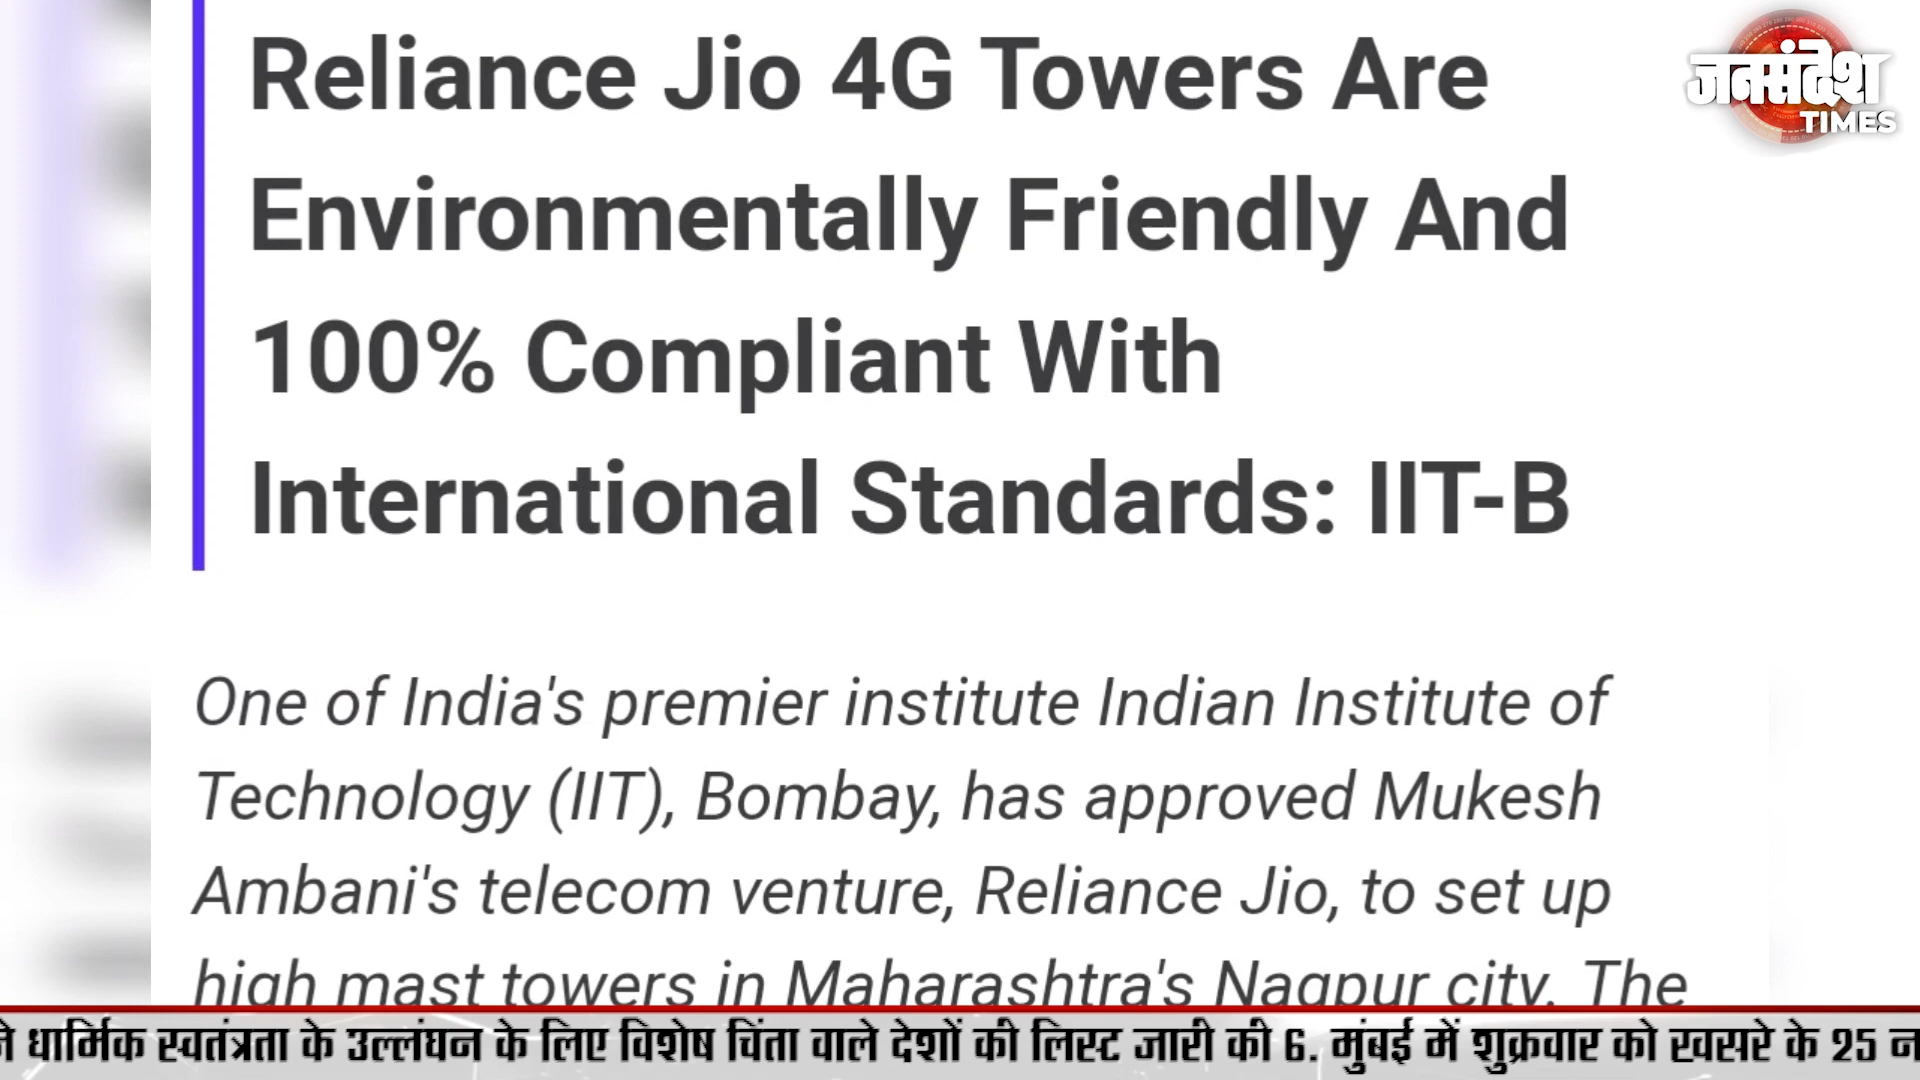 Reliance Jio 4G Towers Are
Environmentally Friendly And
100% Compliant With
International Standards: IIT-B
One of India's premier institute Indian Institute of
Technology (IIT), Bombay, has approved Mukesh
Ambani's telecom venture, Reliance Jio, to set up
high mast towers in Maharashtra's Nagpur city. The
जनसंदेश
TIMES
धार्मिक स्वतंत्रता के उल्लंघन के लिए विशेष चिंता वाले देशों की लिस्ट जारी की 6. मुंबई में शुक्रवार को खसरे के 25